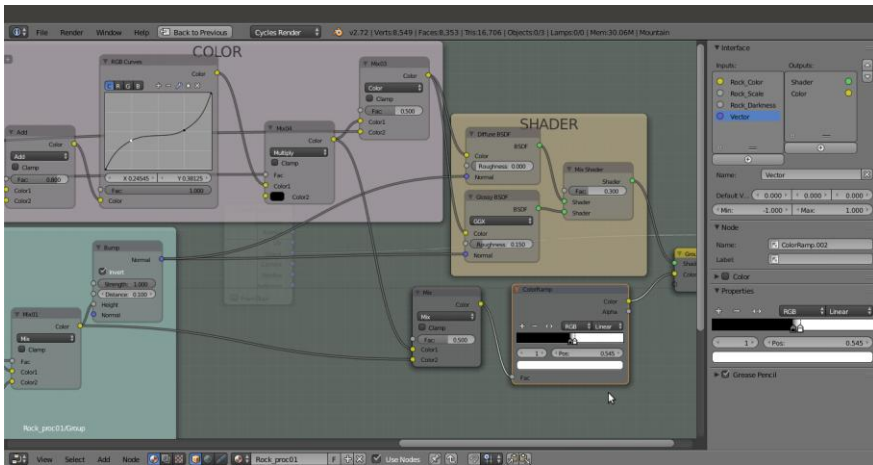 File Render Window Help Back to Previous Cycles Render v2.72 | Verts:8,549 | Faces:8,353 | Tris:16,706 | Objects:0/3 | Lamps:0/0 | Mem:30.06M | Mountain
COLOR
RGB Curves
Color
C R G B
X 0.24545 Y 0.38125
Fac: 1.000
Color
Add
Color
Add
Clamp
Fac: 0.800
Color1
Color2
Mix04
Color
Multiply
Clamp
Fac
Color1
Color2
Mix03
Color
Color
Clamp
Fac: 0.500
Color1
Color2
SHADER
Diffuse BSDF
BSDF
Color
Roughness: 0.000
Normal
Glossy BSDF
BSDF
GGX
Color
Roughness: 0.150
Normal
Mix Shader
Shader
Fac: 0.300
Shader
Shader
Bump
Normal
Invert
Strength: 1.000
Distance: 0.100
Height
Normal
Mix01
Color
Mix
Clamp
Fac
Color1
Color2
Rock_proc01/Group
Mix
Color
Mix
Clamp
Fac: 0.500
Color1
Color2
ColorRamp
Color
Alpha
RGB Linear
1 Pos: 0.545
Fac
Interface
Inputs: Outputs:
Rock_Color Shader
Rock_Scale Color
Rock_Darkness
Vector
Name: Vector
Default V... 0.000 0.000 0.000
Min: -1.000 Max: 1.000
Node
Name: ColorRamp.002
Label:
Color
Properties
RGB Linear
1 Pos: 0.545
Grease Pencil
View Select Add Node Rock_proc01 F Use Nodes